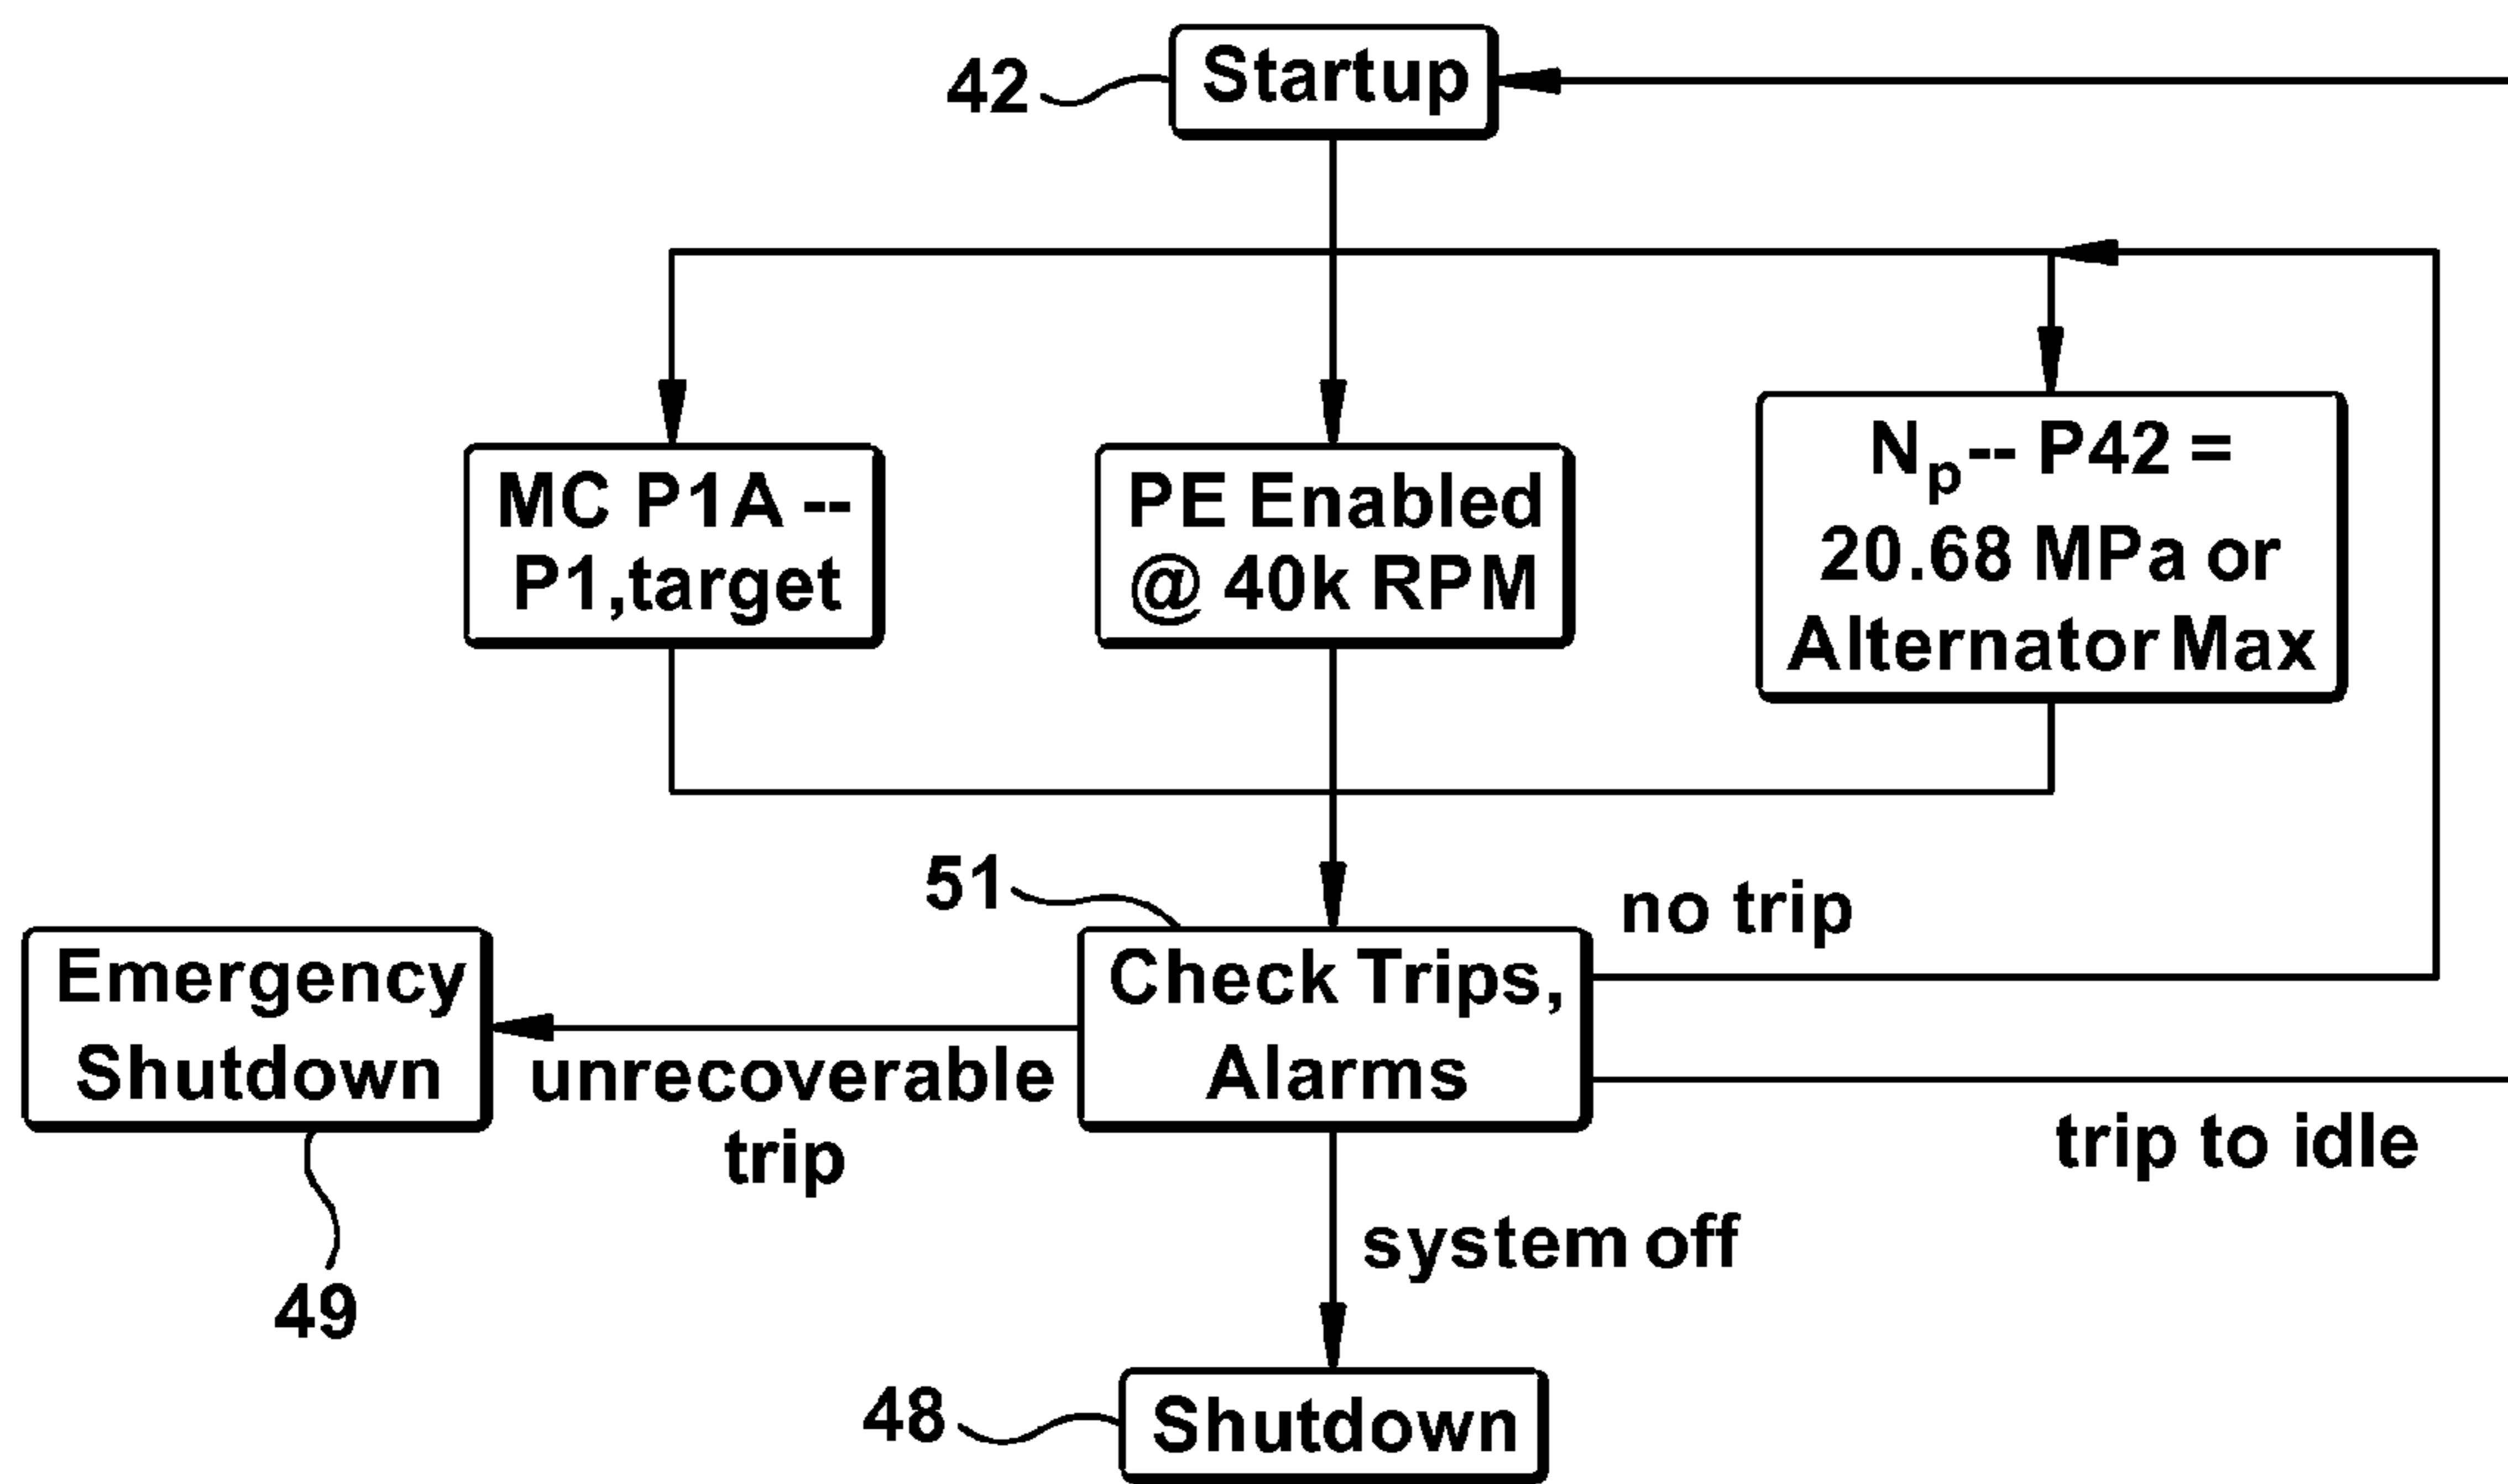 42
Startup
MC P1A --
P1,target
PE Enabled
@ 40k RPM
Np-- P42 =
20.68 MPa or
Alternator Max
51
no trip
Emergency
Shutdown
unrecoverable
trip
Check Trips,
Alarms
trip to idle
49
system off
48
Shutdown